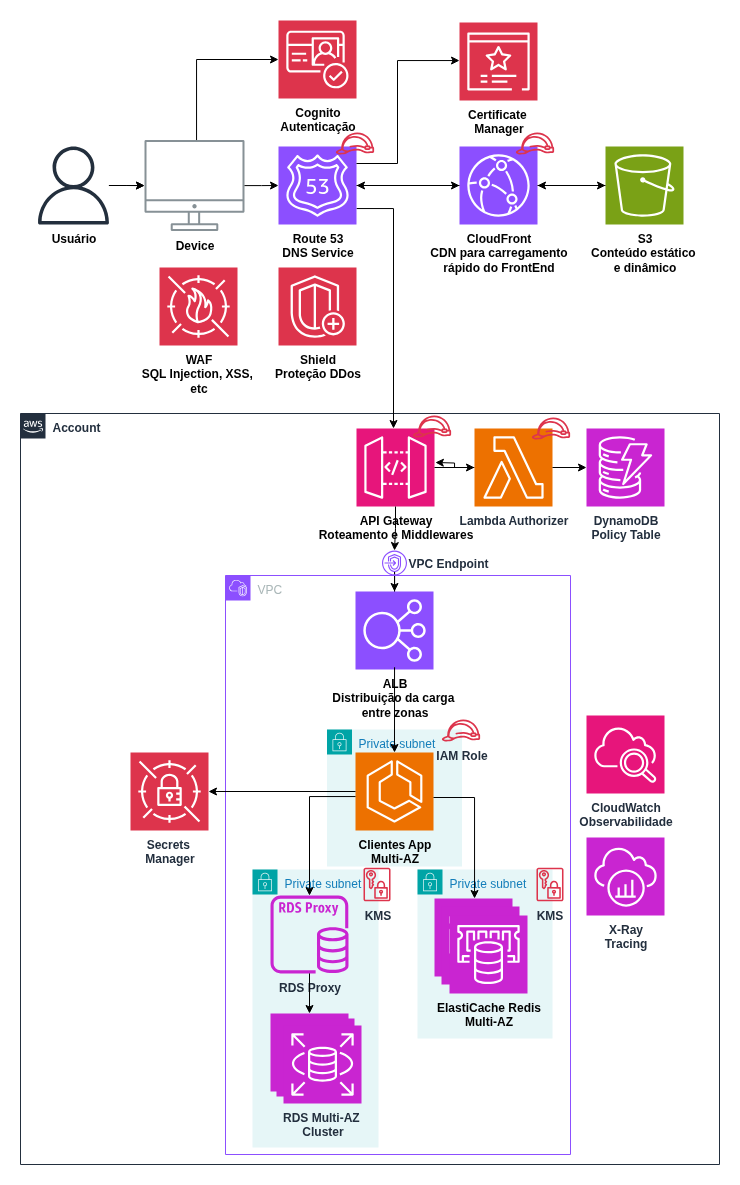 Cognito
Autenticação
Certificate
Manager
53
Usuário
Device
Route 53
DNS Service
CloudFront
CDN para carregamento
rápido do FrontEnd
S3
Conteúdo estático
e dinâmico
WAF
SQL Injection, XSS,
etc
Shield
Proteção DDos
aws
Account
</>
API Gateway
Roteamento e Middlewares
Lambda Authorizer
DynamoDB
Policy Table
VPC Endpoint
VPC
ALB
Distribuição da carga
entre zonas
Private subnet
IAM Role
Secrets
Manager
Clientes App
Multi-AZ
CloudWatch
Observabilidade
Private subnet
KMS
Private subnet
KMS
RDS Proxy
RDS Proxy
ElastiCache Redis
Multi-AZ
X-Ray
Tracing
RDS Multi-AZ
Cluster